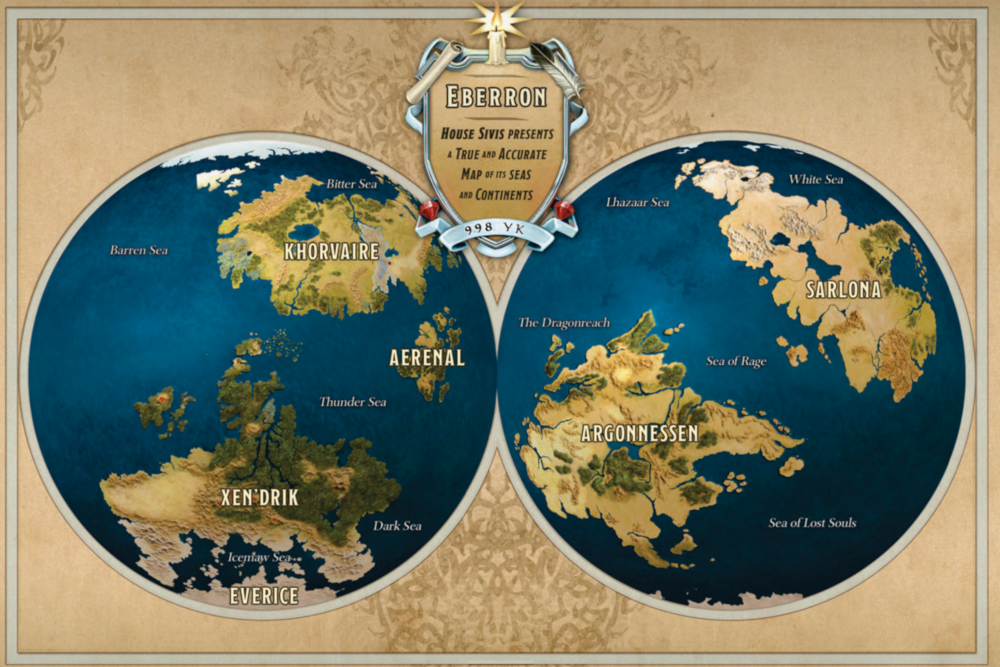 EBERRON
HOUSE SIVIS PRESENTS
A TRUE AND ACCURATE
MAP OF ITS SEAS
AND CONTINENTS
998 YK
Bitter Sea
Barren Sea
KHORVAIRE
AERENAL
Thunder Sea
XEN'DRIK
Dark Sea
Icemaw Sea
EVERICE
White Sea
Lhazaar Sea
SARLONA
The Dragonreach
Sea of Rage
ARGONNESSEN
Sea of Lost Souls